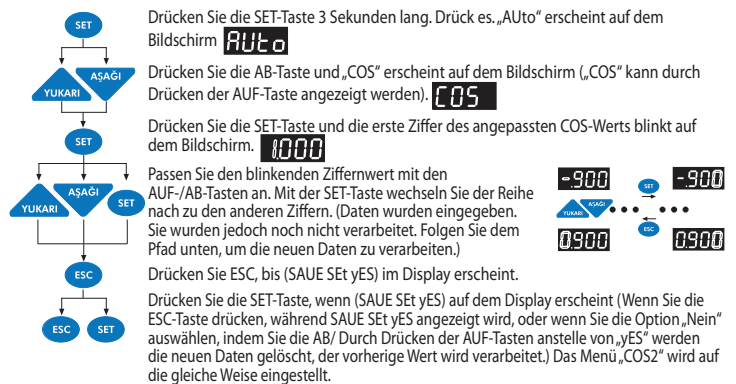 SET
YUKARI
AŞAĞI
SET
YUKARI
AŞAĞI
SET
ESC
ESC
SET
Drücken Sie die SET-Taste 3 Sekunden lang. Drück es. „AUto“ erscheint auf dem
Bildschirm AUto
Drücken Sie die AB-Taste und „COS“ erscheint auf dem Bildschirm („COS“ kann durch
Drücken der AUF-Taste angezeigt werden). COS
Drücken Sie die SET-Taste und die erste Ziffer des angepassten COS-Werts blinkt auf
dem Bildschirm. 1.000
Passen Sie den blinkenden Ziffernwert mit den
AUF-/AB-Tasten an. Mit der SET-Taste wechseln Sie der Reihe
nach zu den anderen Ziffern. (Daten wurden eingegeben.
Sie wurden jedoch noch nicht verarbeitet. Folgen Sie dem
Pfad unten, um die neuen Daten zu verarbeiten.)
-.900
SET
-.900
YUKARI
AŞAĞI
ESC
0.900
0.900
Drücken Sie ESC, bis (SAUE SEt yES) im Display erscheint.
Drücken Sie die SET-Taste, wenn (SAUE SEt yES) auf dem Display erscheint (Wenn Sie die
ESC-Taste drücken, während SAUE SEt yES angezeigt wird, oder wenn Sie die Option „Nein“
auswählen, indem Sie die AB/ Durch Drücken der AUF-Tasten anstelle von „yES“ werden
die neuen Daten gelöscht, der vorherige Wert wird verarbeitet.) Das Menü „COS2“ wird auf
die gleiche Weise eingestellt.